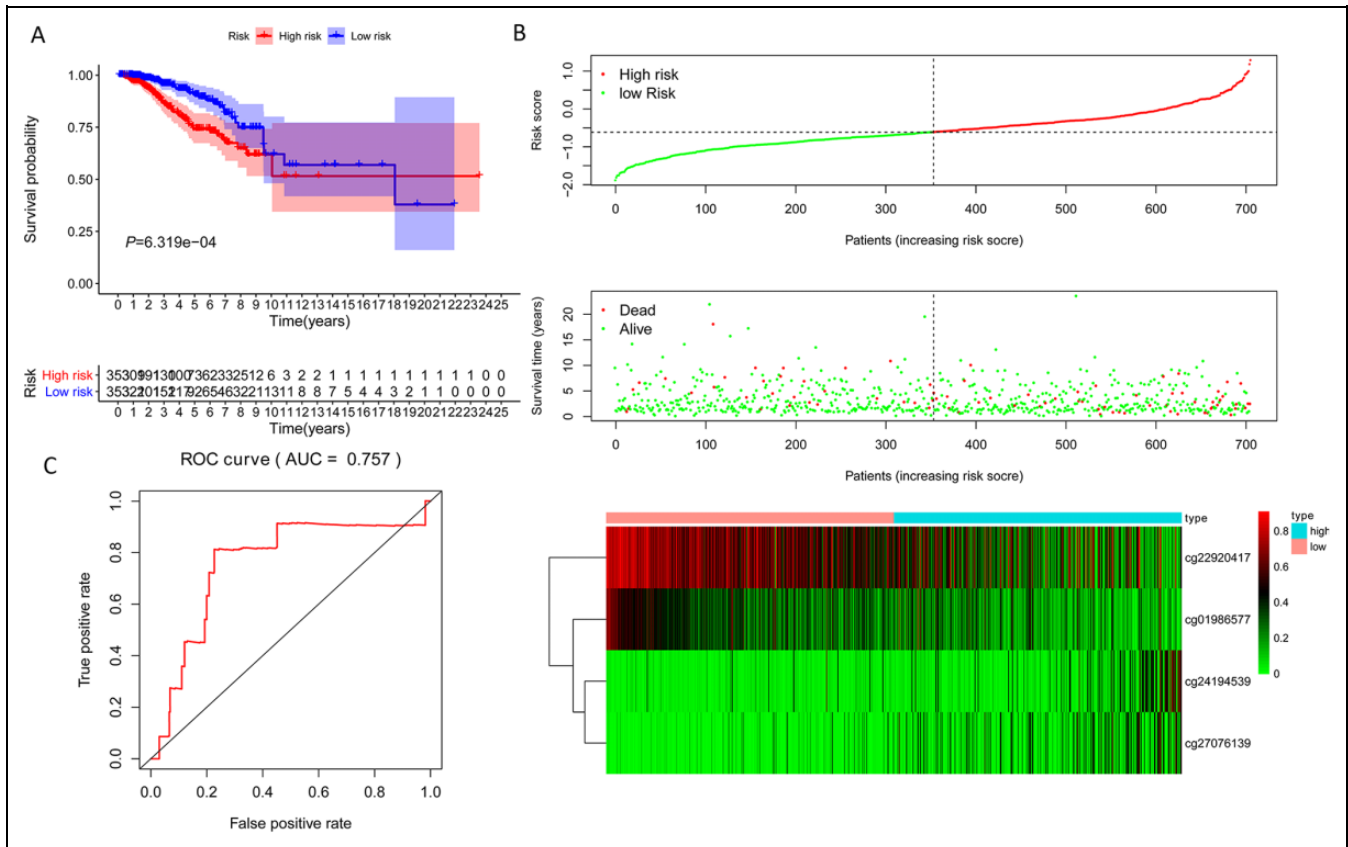 A
Risk High risk Low risk
1.00
0.75
0.50
0.25
0.00
Survival probability
P=6.319e−04
0 1 2 3 4 5 6 7 8 9 10 11 12 13 14 15 16 17 18 19 20 21 22 23 24 25
Time(years)
Risk
High risk
6 3 2 2 1 1 1 1 1 1 1 1 1 1 0 0
Low risk
8 8 7 5 4 4 3 2 1 0 0 0
0 1 2 3 4 5 6 7 8 9 10 11 12 13 14 15 16 17 18 19 20 21 22 23 24 25
Time(years)
B
High risk
low Risk
Risk score
1.0
0.0
−1.0
−2.0
0 100 200 300 400 500 600 700
Patients (increasing risk socre)
Dead
Alive
Survival time (years)
20
15
10
5
0
0 100 200 300 400 500 600 700
Patients (increasing risk socre)
type
cg22920417
cg01986577
cg24194539
cg27076139
0.8
0.6
0.4
0.2
0
type
high
low
C
ROC curve ( AUC = 0.757 )
True positive rate
1.0
0.8
0.6
0.4
0.2
0.0
0.0 0.2 0.4 0.6 0.8 1.0
False positive rate